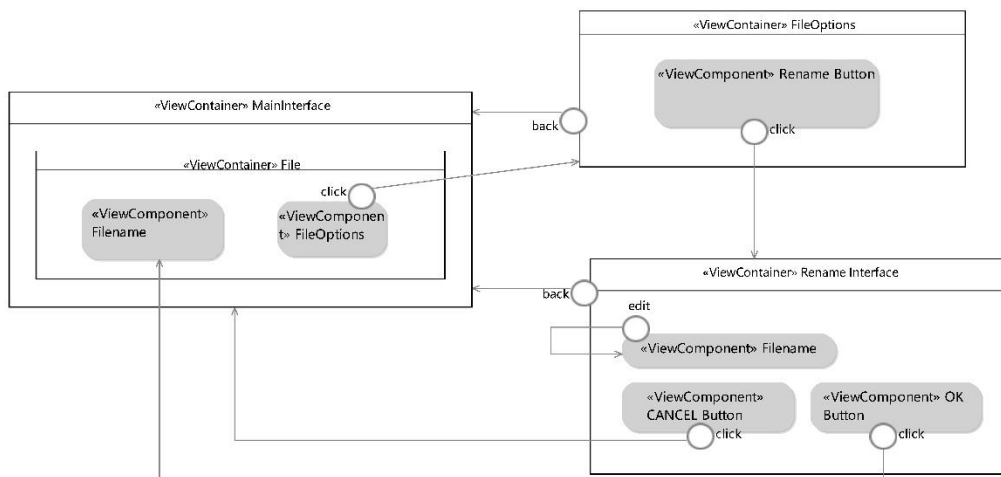 «ViewContainer» FileOptions
«ViewComponent» Rename Button
click
back
«ViewContainer» MainInterface
«ViewContainer» File
click
«ViewComponent»
Filename
«ViewComponen
t» FileOptions
«ViewContainer» Rename Interface
back
edit
«ViewComponent» Filename
«ViewComponent»
CANCEL Button
click
«ViewComponent» OK
Button
click